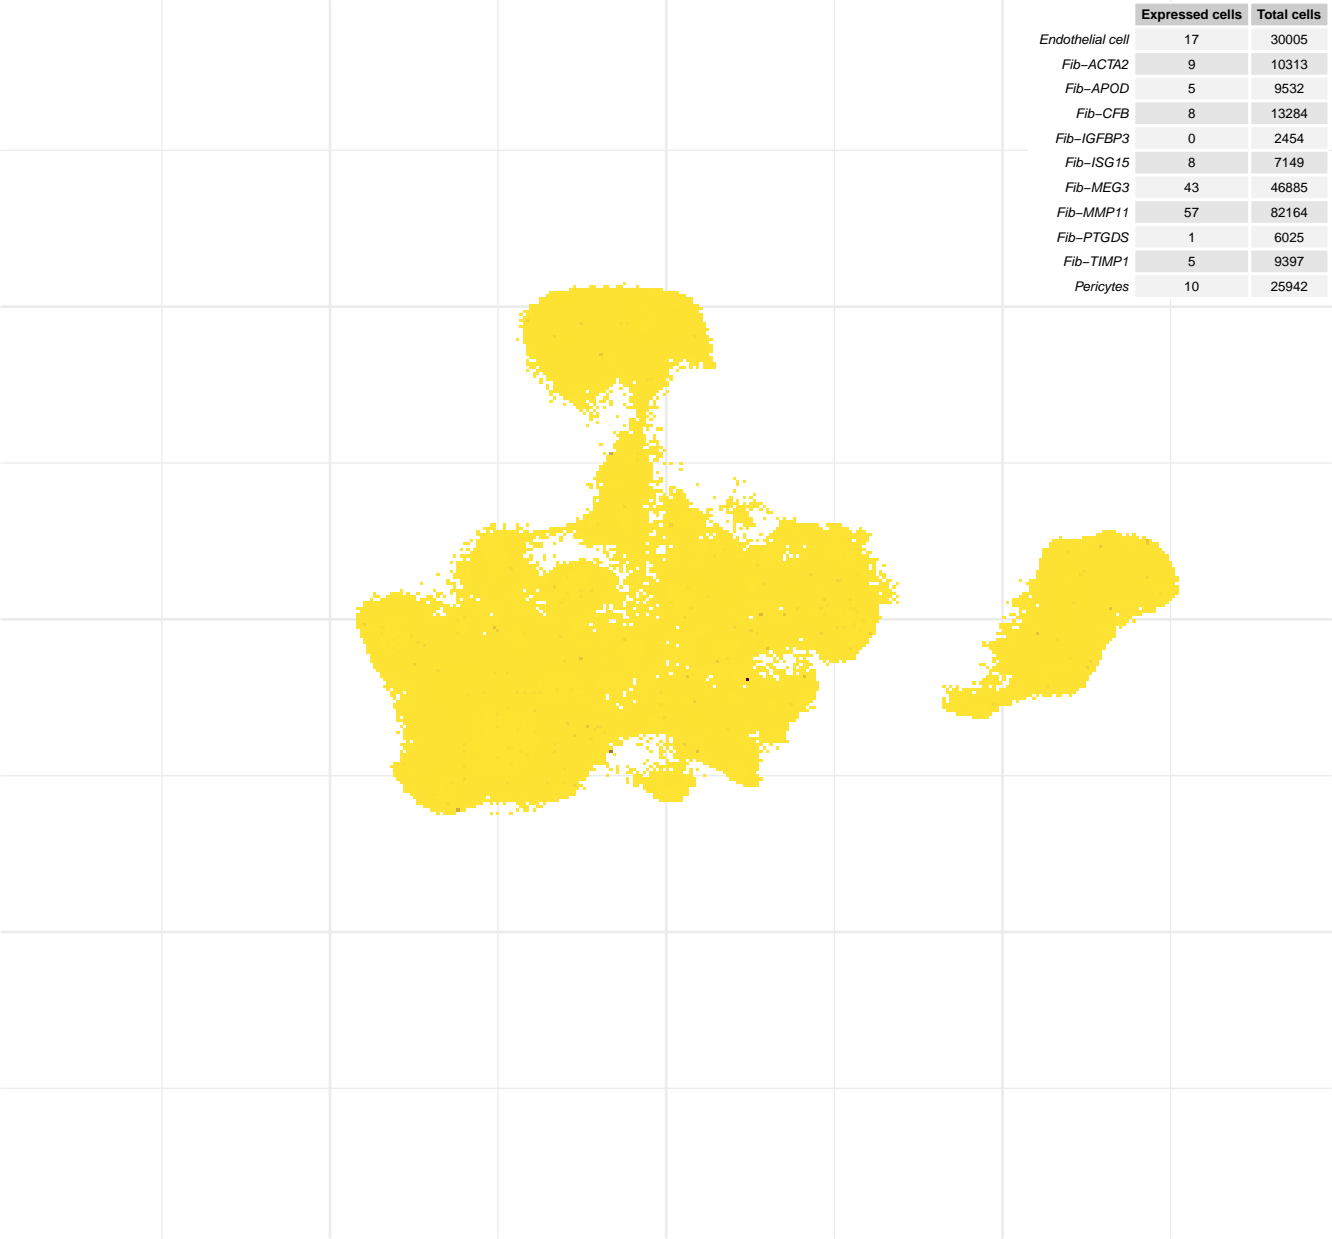 Expressed cells Total cells
Endothelial cell 17 30005
Fib−ACTA2 9 10313
Fib−APOD 5 9532
Fib−CFB 8 13284
Fib−IGFBP3 0 2454
Fib−ISG15 8 7149
Fib−MEG3 43 46885
Fib−MMP11 57 82164
Fib−PTGDS 1 6025
Fib−TIMP1 5 9397
Pericytes 10 25942